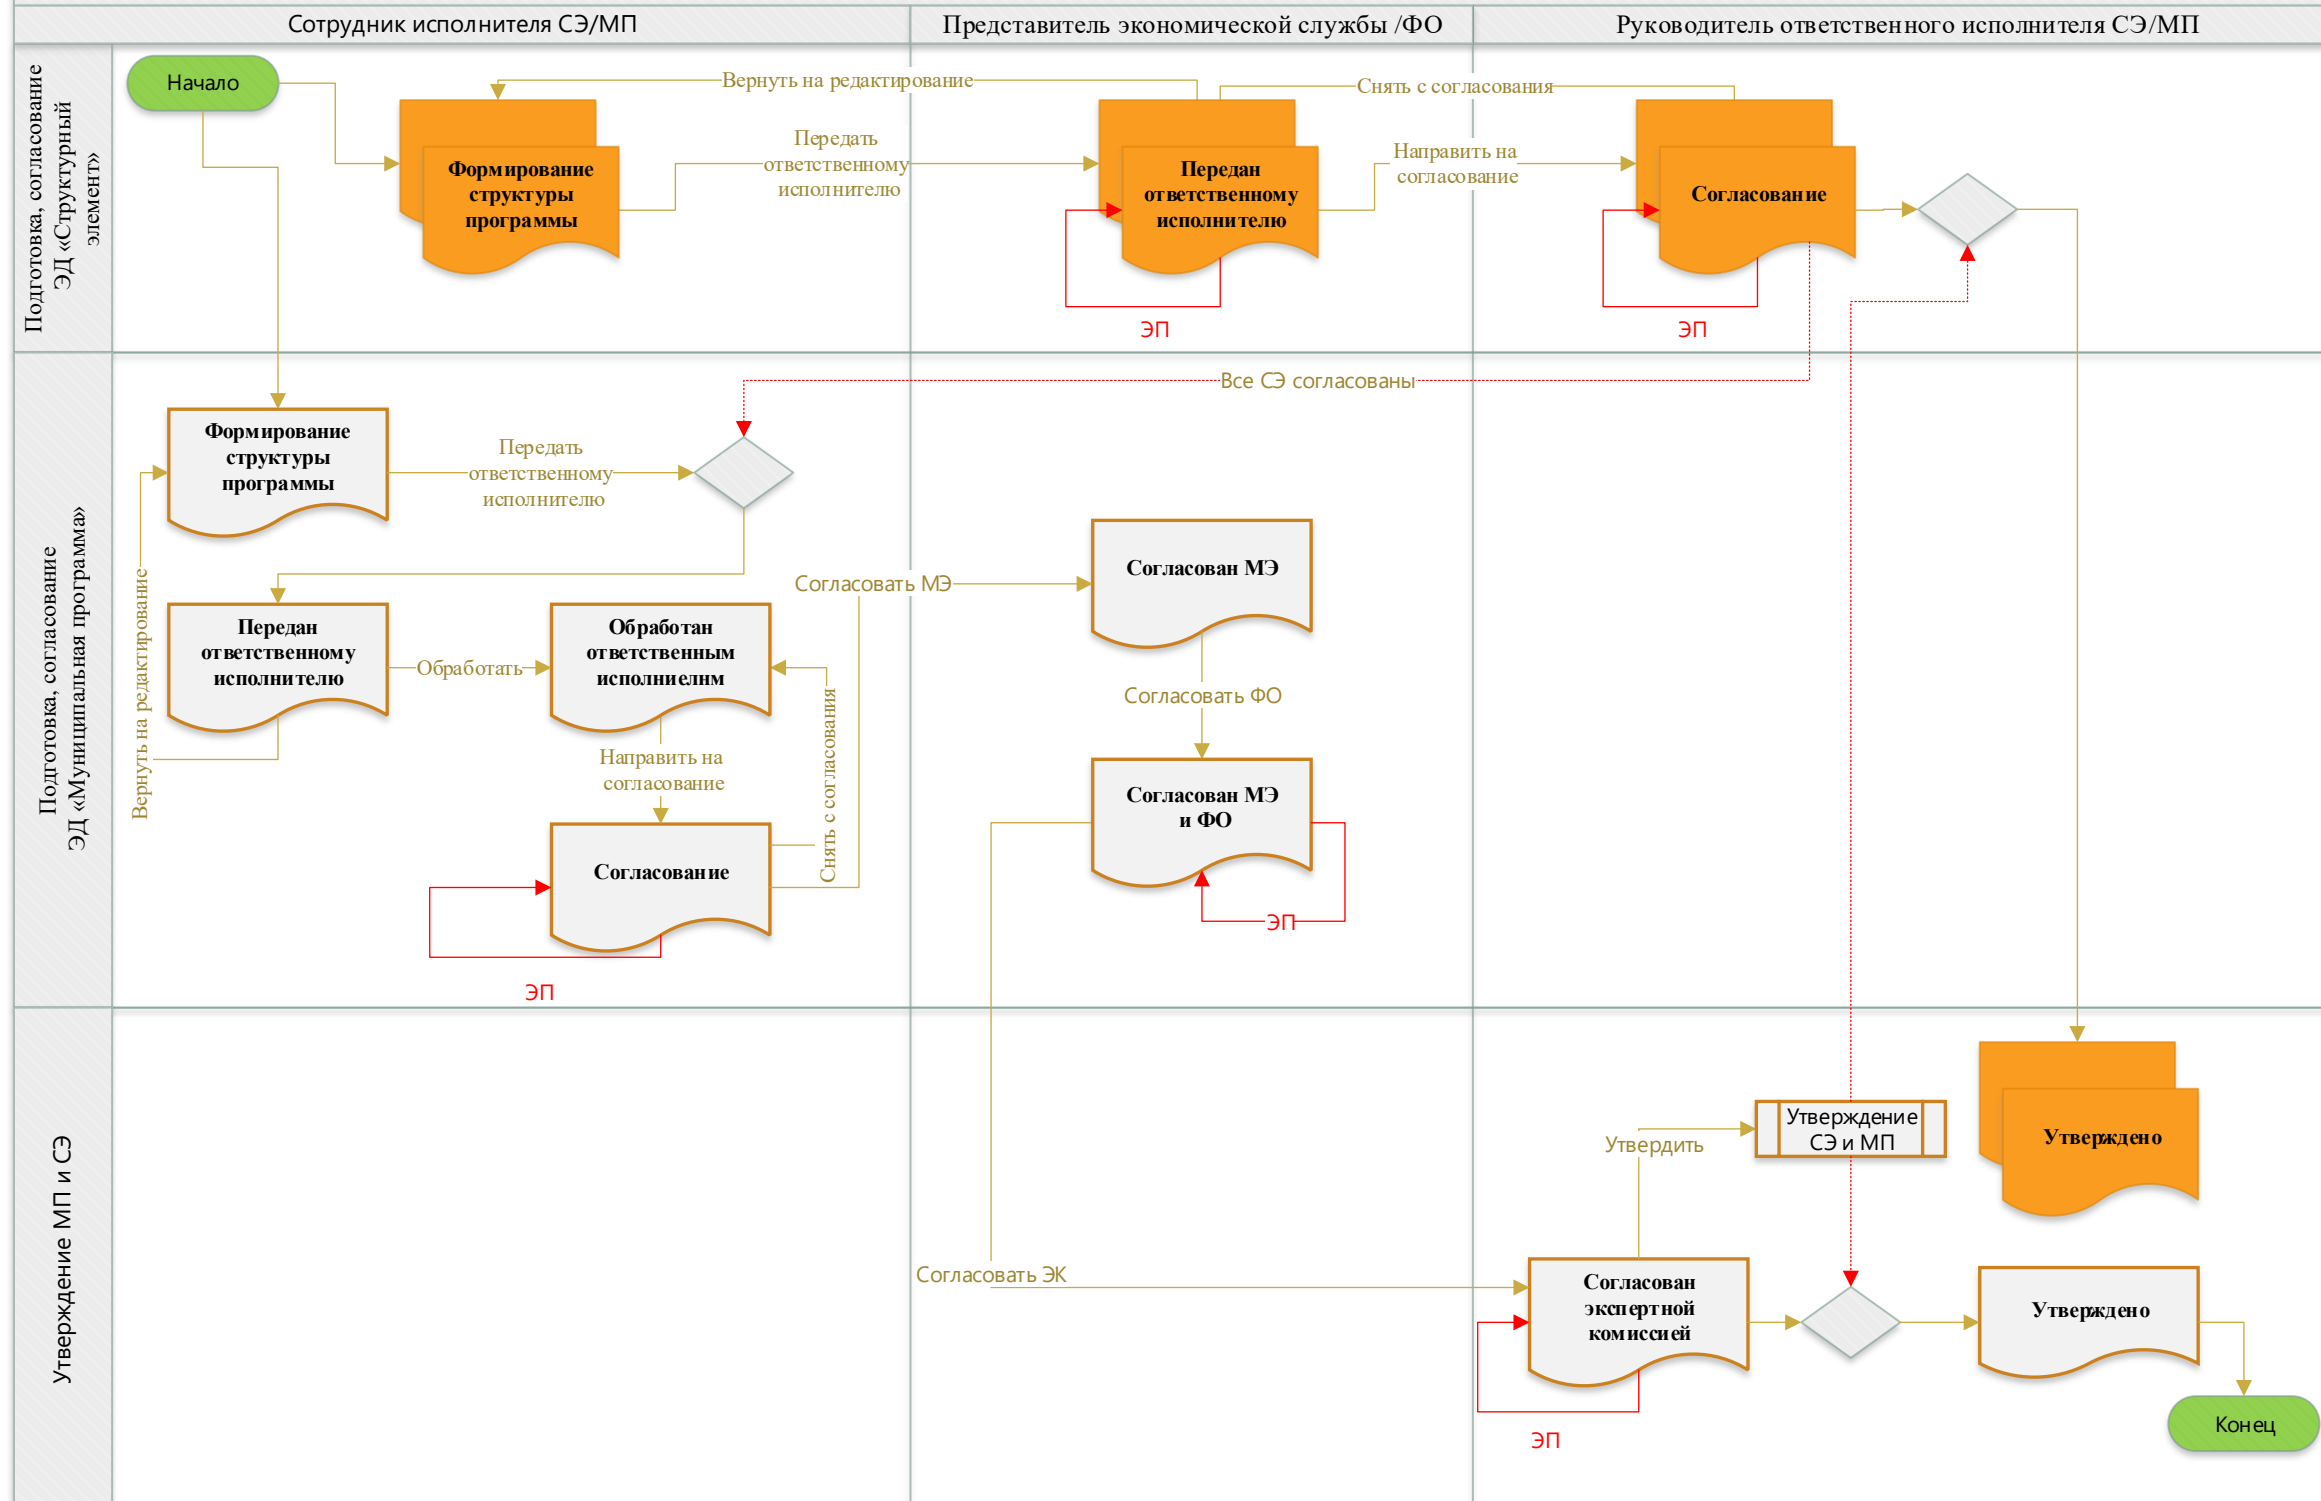 Сотрудник исполнителя СЭ/МП
Представитель экономической службы /ФО
Руководитель ответственного исполнителя СЭ/МП
Подготовка, согласование
ЭД «Структурный
элемент»
Начало
Вернуть на редактирование
Снять с согласования
Формирование
структуры
программы
Передать
ответственному
исполнителю
Передан
ответственному
исполнителю
Направить на
согласование
Согласование
ЭП
ЭП
Подготовка, согласование
ЭД «Муниципальная программа»
Все СЭ согласованы
Формирование
структуры
программы
Передать
ответственному
исполнителю
Вернуть на редактирование
Передан
ответственному
исполнителю
Обработать
Обработан
ответственным
исполниелнм
Согласовать МЭ
Согласован МЭ
Согласовать ФО
Направить на
согласование
Снять с согласования
Согласование
ЭП
Согласован МЭ
и ФО
ЭП
Утверждение МП и СЭ
Утверждение
СЭ и МП
Утвердить
Утверждено
Согласовать ЭК
Согласован
экспертной
комиссией
Утверждено
ЭП
Конец